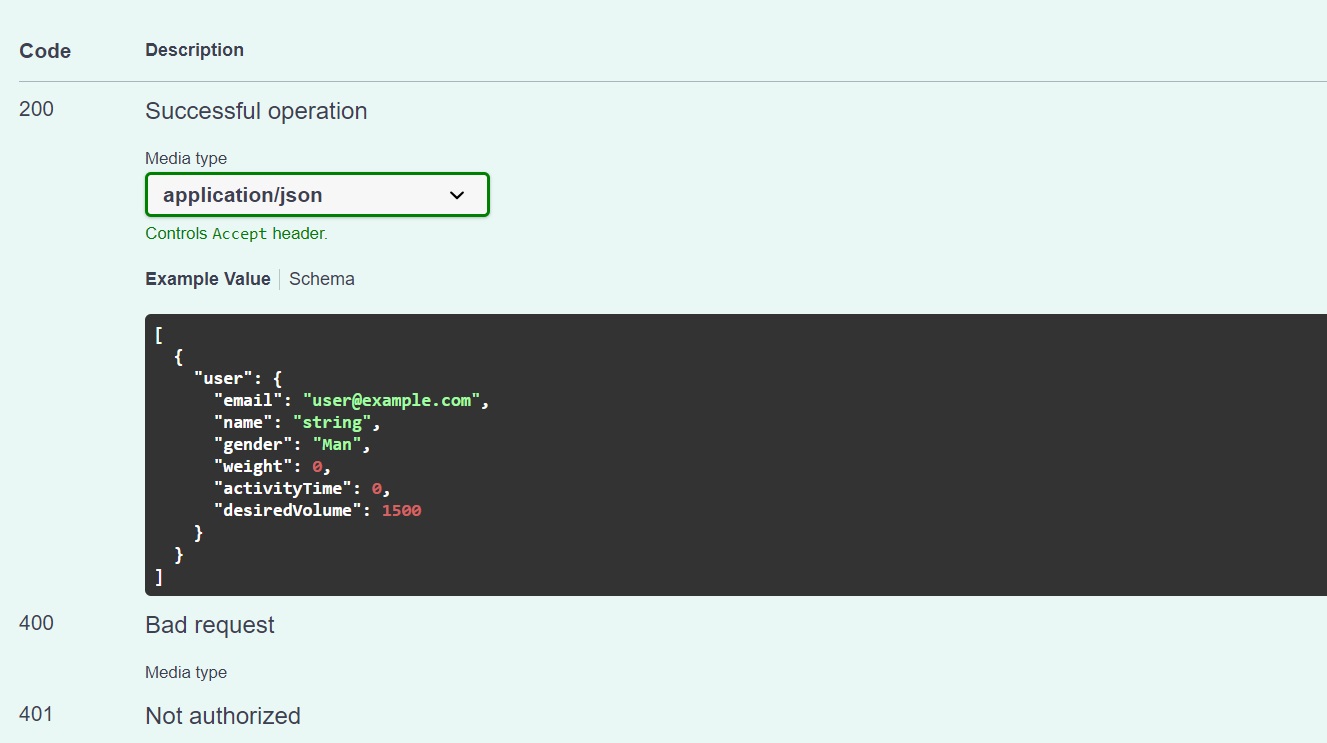 Code Description
200 Successful operation
Media type
application/json
Controls Accept header.
Example Value Schema
[
{
"user": {
"email": "user@example.com",
"name": "string",
"gender": "Man",
"weight": 0,
"activityTime": 0,
"desiredVolume": 1500
}
}
]
400 Bad request
Media type
401 Not authorized